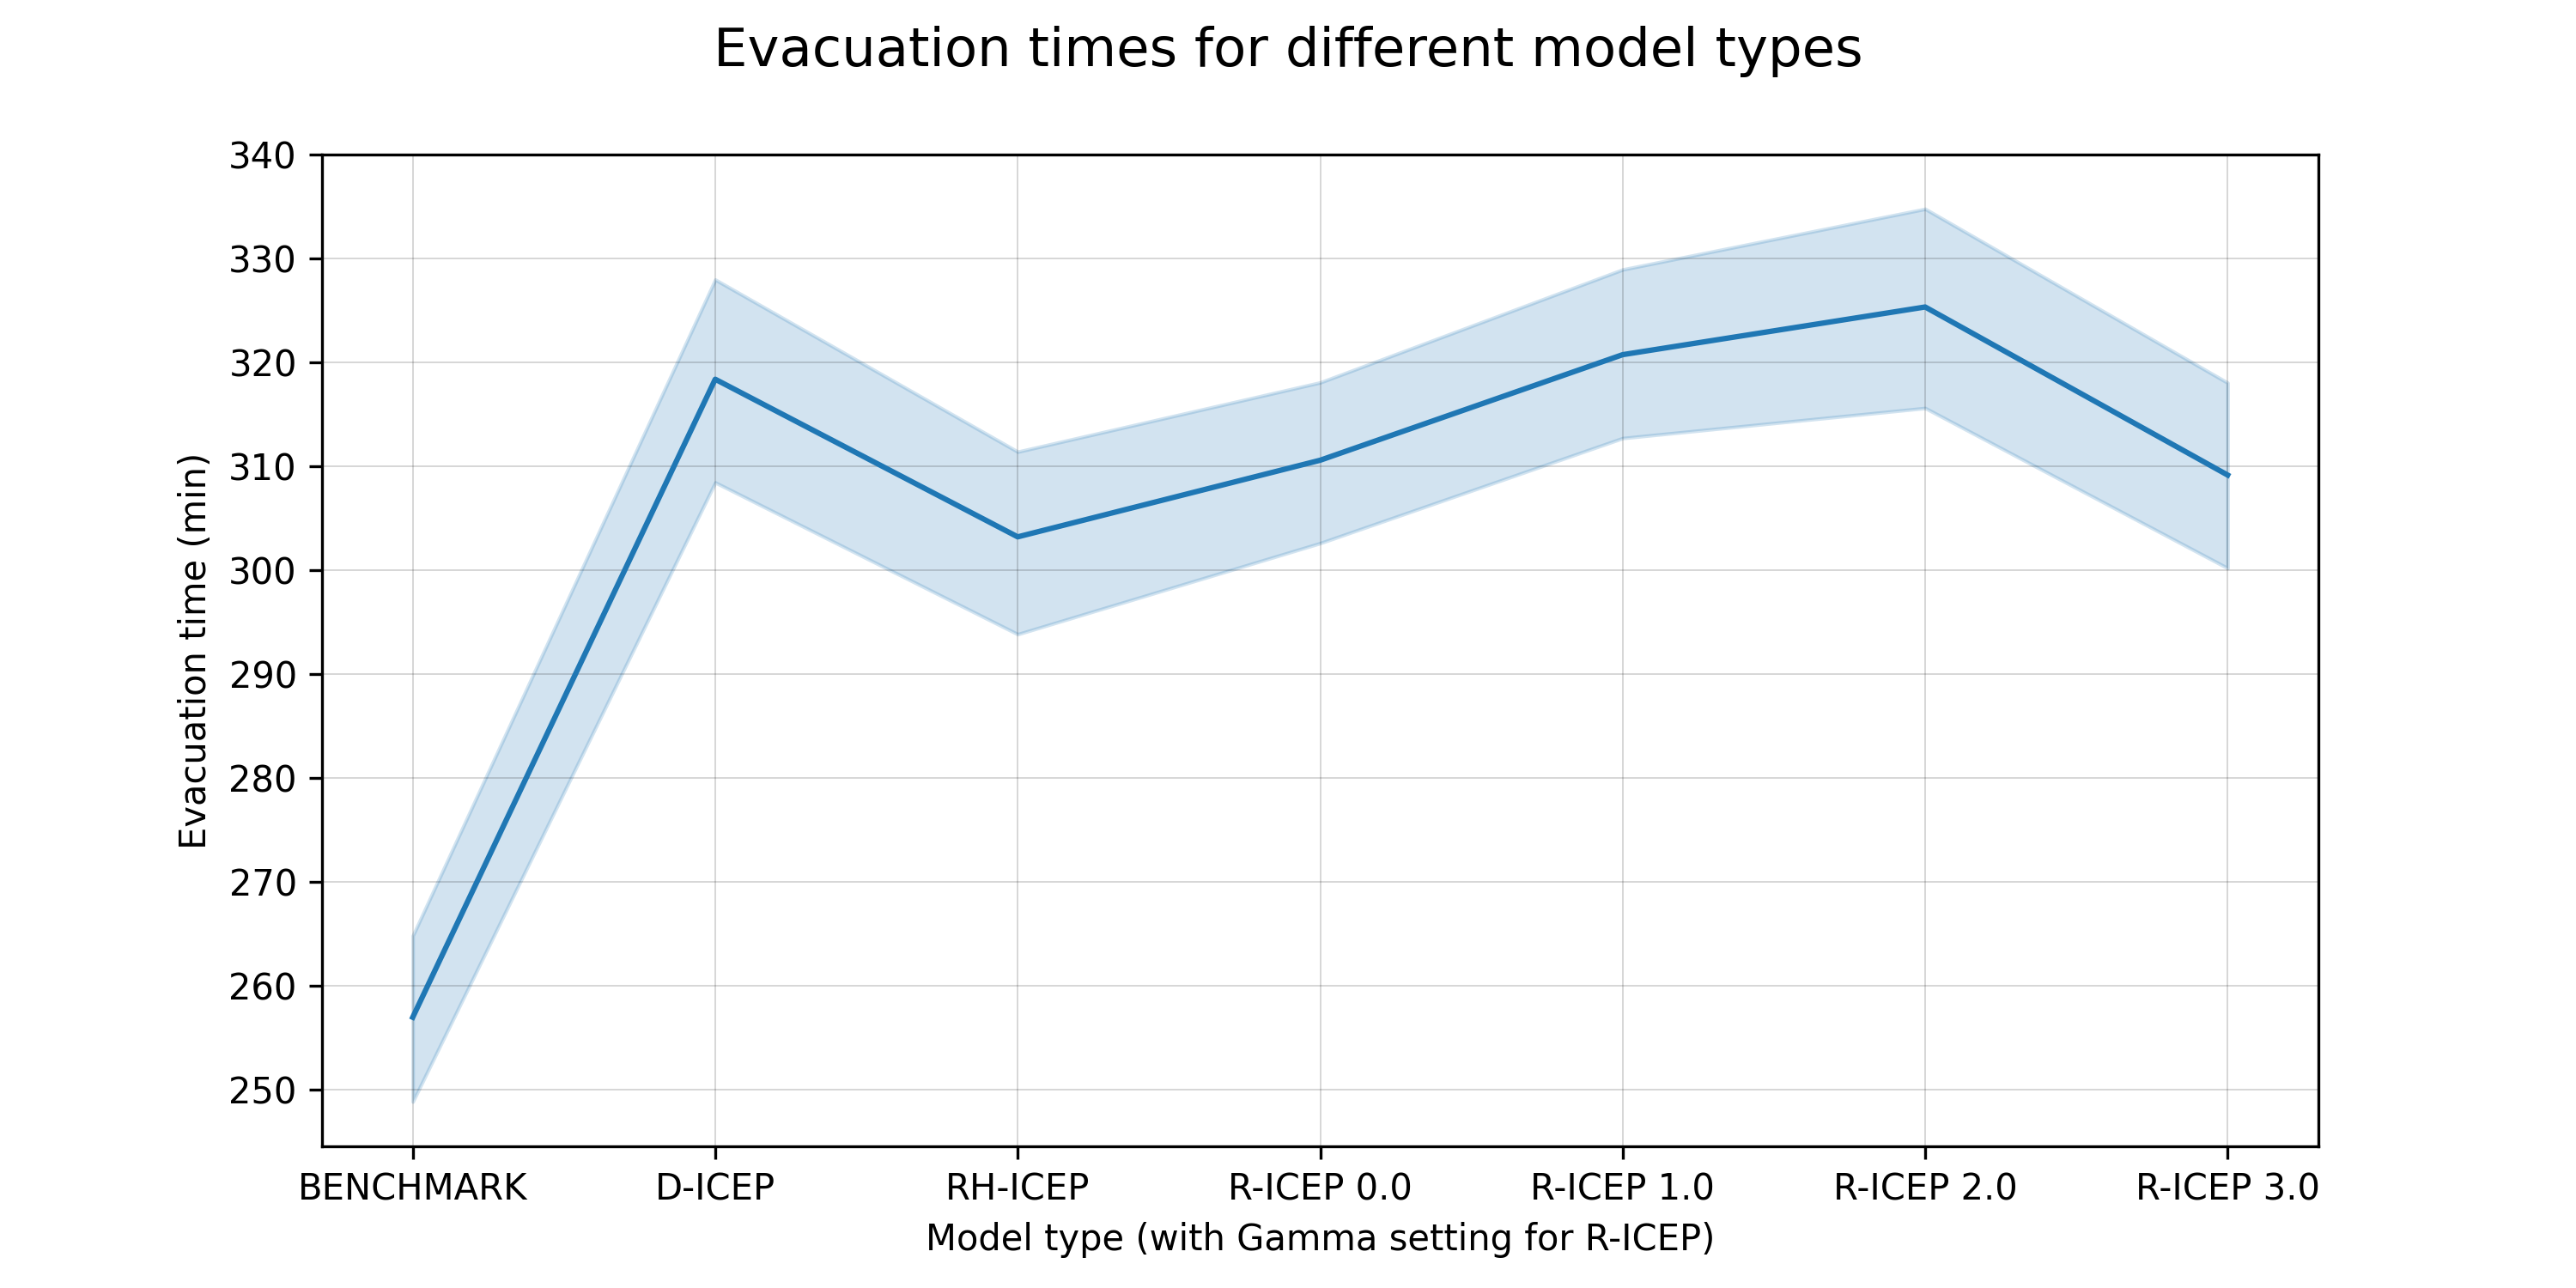 Evacuation times for different model types
340
330
320
310
300
290
280
270
260
250
Evacuation time (min)
BENCHMARK D-ICEP RH-ICEP R-ICEP 0.0 R-ICEP 1.0 R-ICEP 2.0 R-ICEP 3.0
Model type (with Gamma setting for R-ICEP)